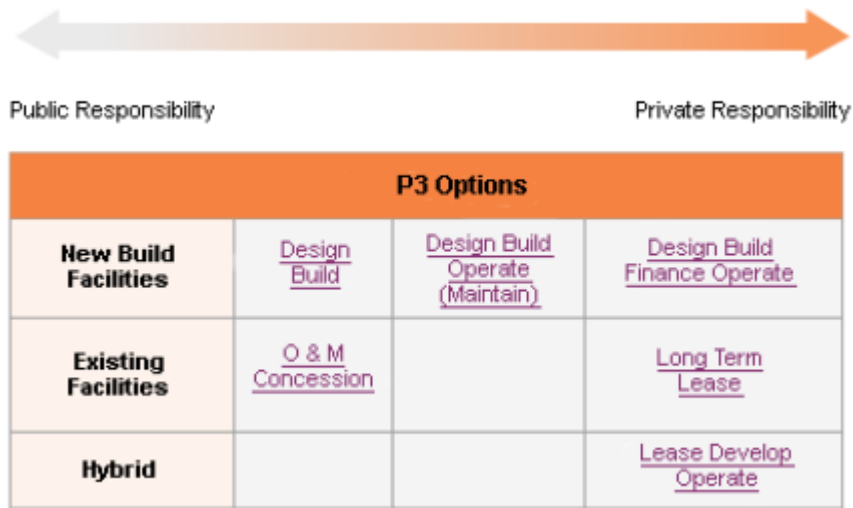 Public Responsibility Private Responsibility
P3 Options
New Build Facilities
Design Build
Design Build Operate (Maintain)
Design Build Finance Operate
Existing Facilities
O & M Concession
Long Term Lease
Hybrid
Lease Develop Operate